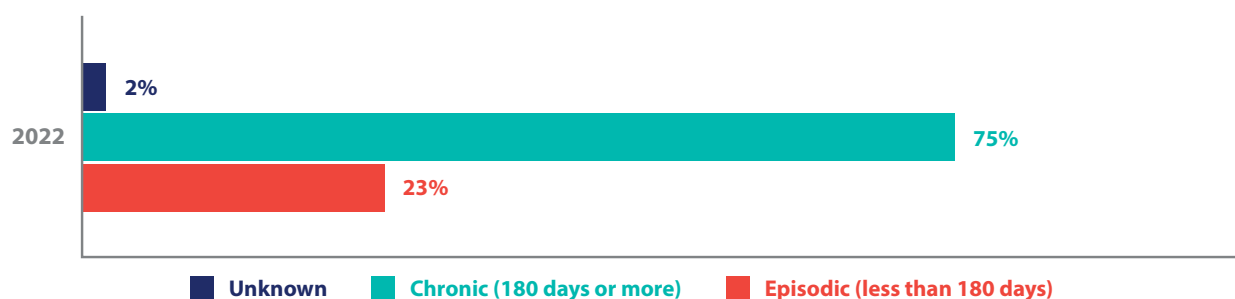 2%
2022
75%
23%
Unknown
Chronic (180 days or more)
Episodic (less than 180 days)